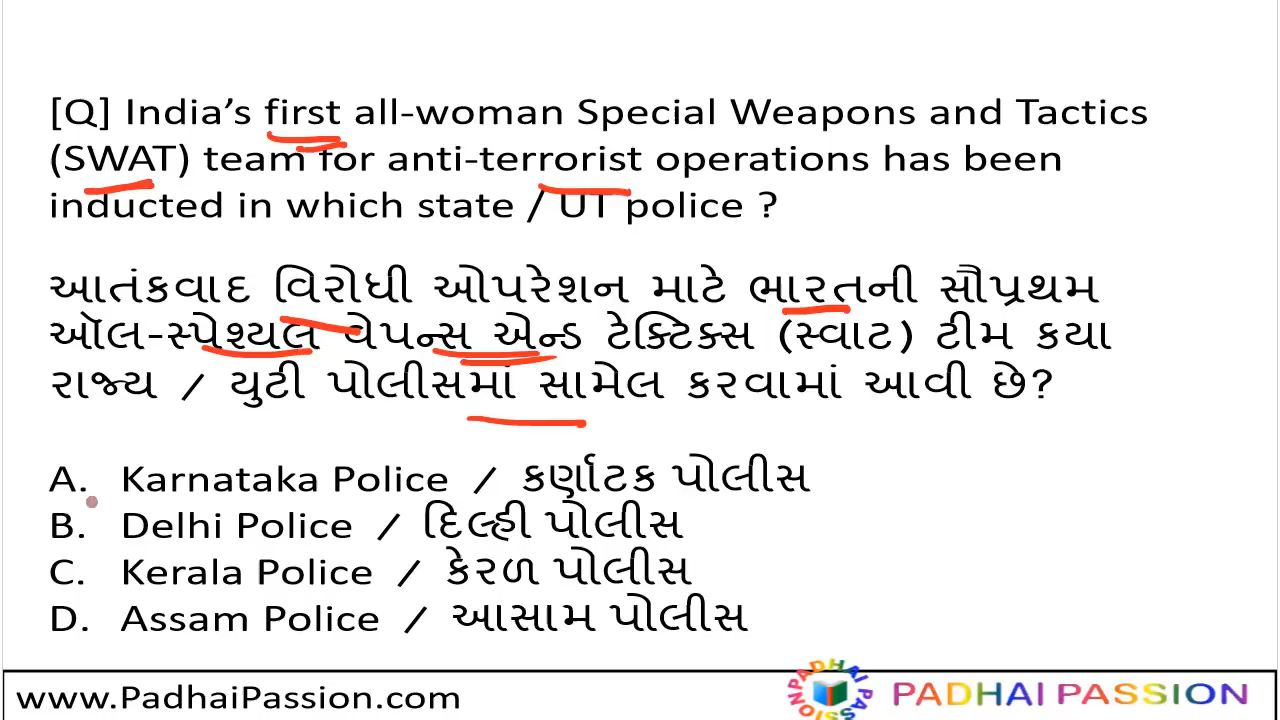 [Q] India’s first all-woman Special Weapons and Tactics
(SWAT) team for anti-terrorist operations has been
inducted in which state / UT police ?
આતંકવાદ વિરોધી ઓપરેશન માટે ભારતની સૌપ્રથમ
ઑલ-સ્પેશ્યલ વેપન્સ એન્ડ ટેક્ટિક્સ (સ્વાટ) ટીમ કયા
રાજ્ય / યુટી પોલીસમાં સામેલ કરવામાં આવી છે?
A. Karnataka Police / કર્ણાટક પોલીસ
B. Delhi Police / દિલ્હી પોલીસ
C. Kerala Police / કેરળ પોલીસ
D. Assam Police / આસામ પોલીસ
www.PadhaiPassion.com
PADHAI PASSION
PADHAI PASSION